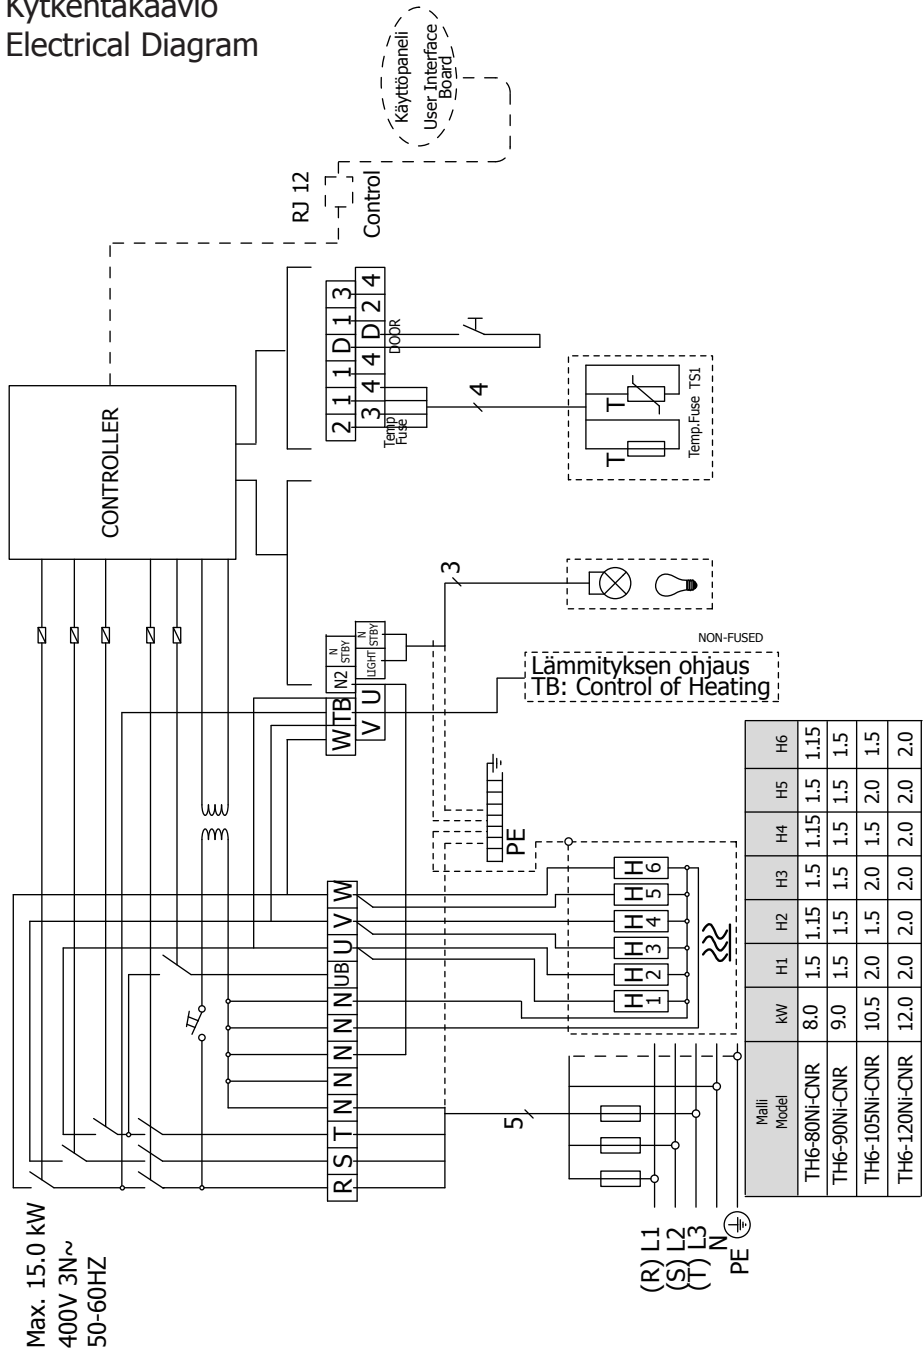 Kytkentäkaavio
Electrical Diagram
Käyttöpaneli
User Interface
Board
RJ 12
Control
CONTROLLER
2 1 1 D 1 3
3 4 4 D 2 4
Temp
Fuse
DOOR
4
T T
Temp.Fuse TS1
3
W TB N2 N STBY
V U LIGHT N STBY
NON-FUSED
Lämmityksen ohjaus
TB: Control of Heating
PE
R S T N N N N N UB U V W
H1 H2 H3 H4 H5 H6
5
Max. 15.0 kW
400V 3N~
50-60HZ
(R) L1
(S) L2
(T) L3
N
PE
Malli
Model kW H1 H2 H3 H4 H5 H6
TH6-80Ni-CNR 8.0 1.5 1.15 1.5 1.15 1.5 1.15
TH6-90Ni-CNR 9.0 1.5 1.5 1.5 1.5 1.5 1.5
TH6-105Ni-CNR 10.5 2.0 1.5 2.0 1.5 2.0 1.5
TH6-120Ni-CNR 12.0 2.0 2.0 2.0 2.0 2.0 2.0